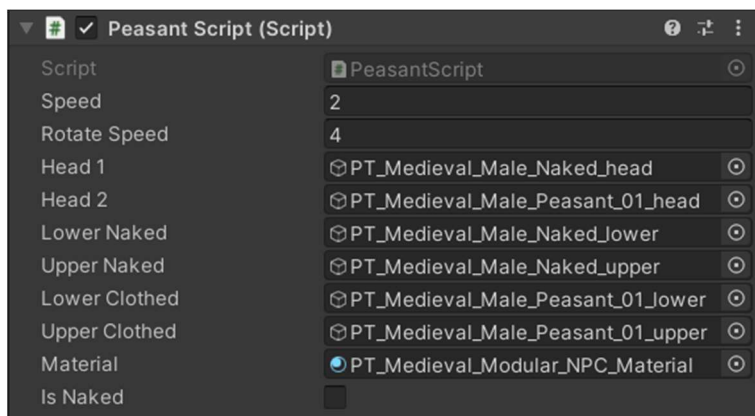 Peasant Script (Script)
Script PeasantScript
Speed 2
Rotate Speed 4
Head 1 PT_Medieval_Male_Naked_head
Head 2 PT_Medieval_Male_Peasant_01_head
Lower Naked PT_Medieval_Male_Naked_lower
Upper Naked PT_Medieval_Male_Naked_upper
Lower Clothed PT_Medieval_Male_Peasant_01_lower
Upper Clothed PT_Medieval_Male_Peasant_01_upper
Material PT_Medieval_Modular_NPC_Material
Is Naked